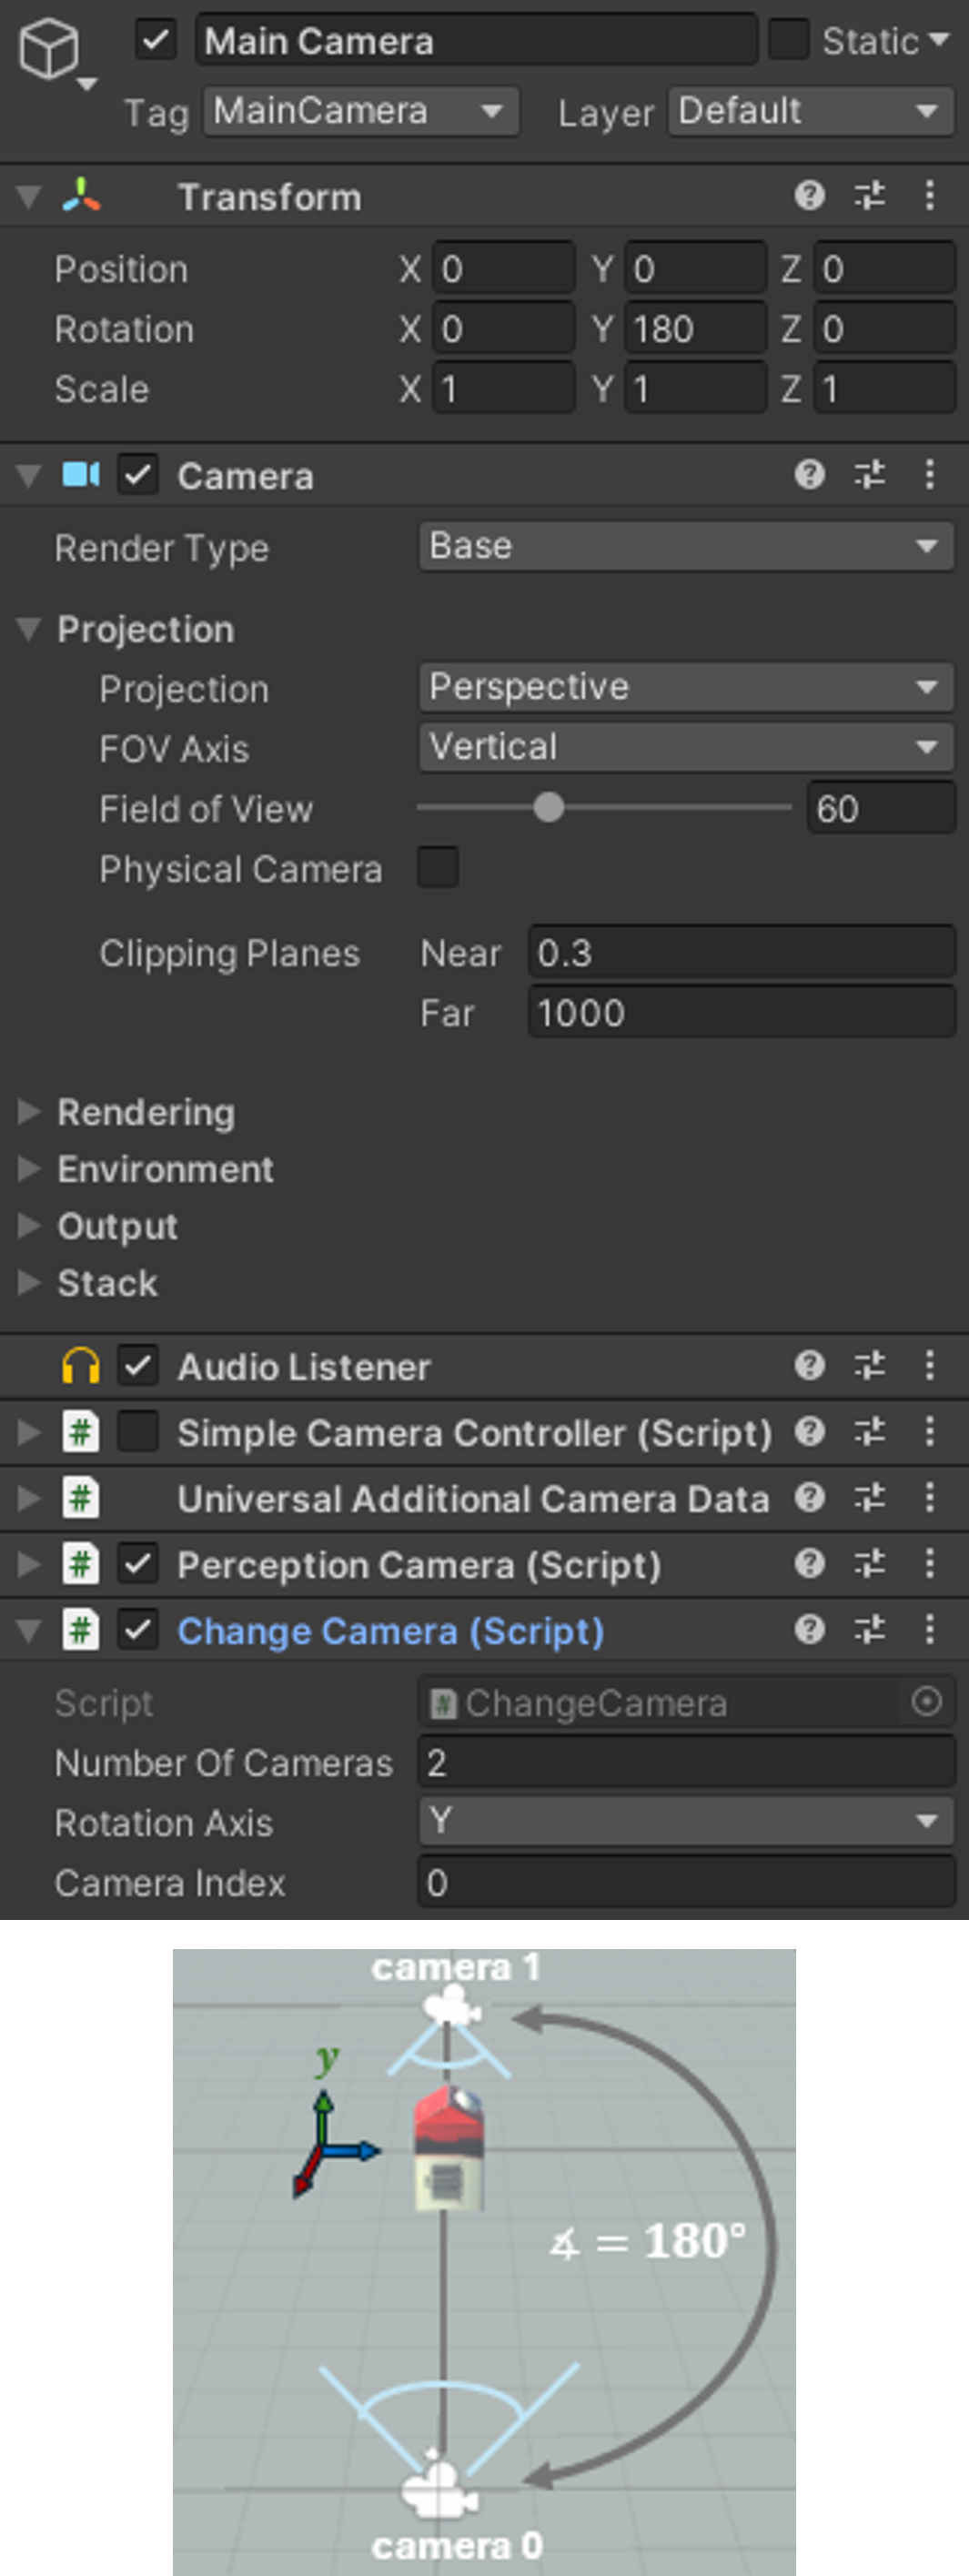 Main Camera Static
Tag MainCamera Layer Default
Transform
Position X 0 Y 0 Z 0
Rotation X 0 Y 180 Z 0
Scale X 1 Y 1 Z 1
Camera
Render Type Base
Projection
Projection Perspective
FOV Axis Vertical
Field of View 60
Physical Camera
Clipping Planes Near 0.3
Far 1000
Rendering
Environment
Output
Stack
Audio Listener
# Simple Camera Controller (Script)
# Universal Additional Camera Data
# Perception Camera (Script)
# Change Camera (Script)
Script # ChangeCamera
Number Of Cameras 2
Rotation Axis Y
Camera Index 0
camera 1
y
∡ = 180°
camera 0